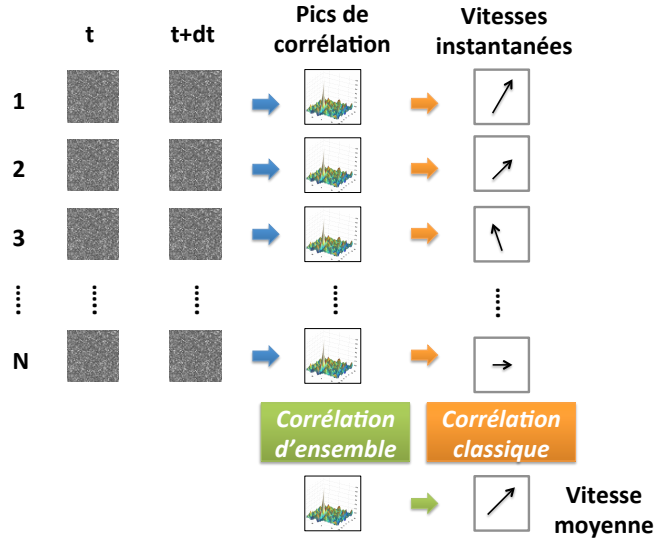 t
t+dt
Pics de
corrélation
Vitesses
instantanées
1
2
3
N
Corrélation
d'ensemble
Corrélation
classique
Vitesse
moyenne